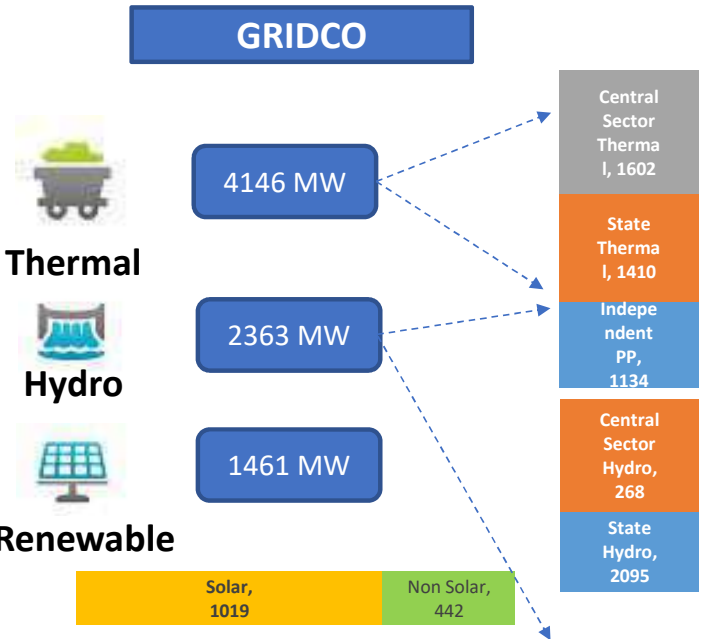 GRIDCO
Thermal
4146 MW
Central
Sector
Therma
l, 1602
State
Therma
l, 1410
Indepe
ndent
PP,
1134
Hydro
2363 MW
Central
Sector
Hydro,
268
State
Hydro,
2095
Renewable
1461 MW
Solar,
1019
Non Solar,
442